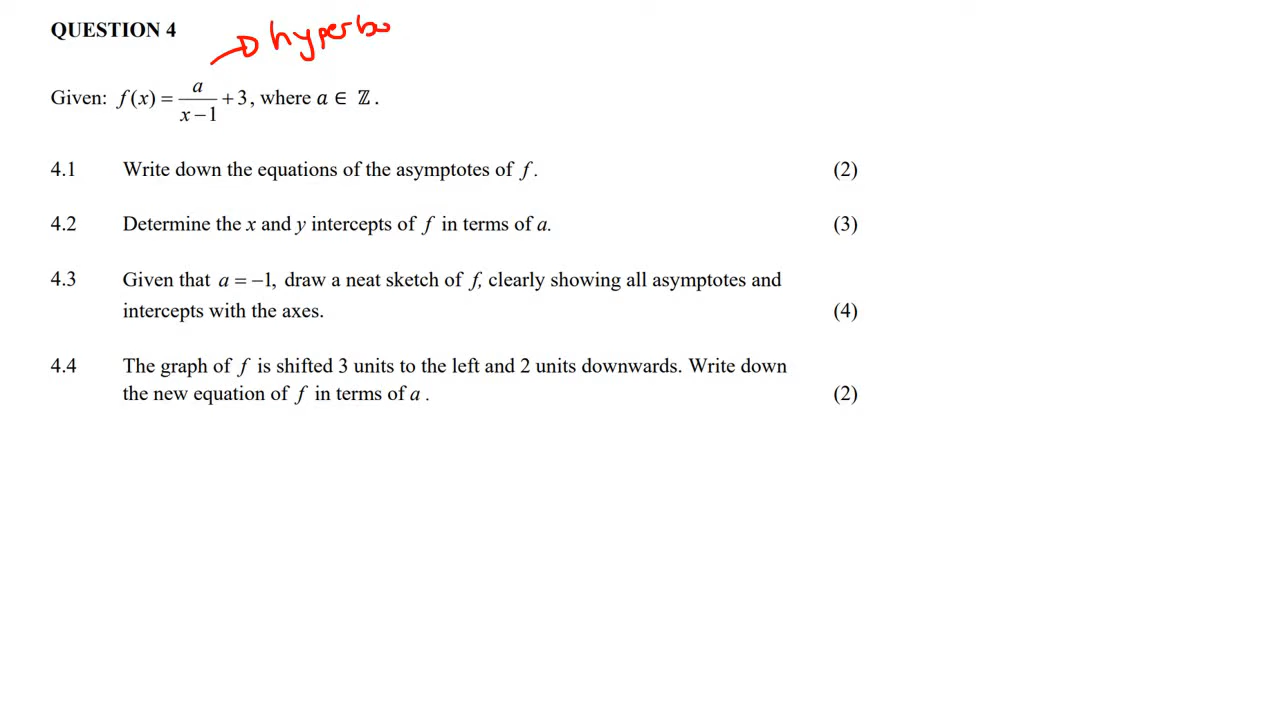 QUESTION 4
hyperbo
Given: f(x) = a/(x − 1) + 3, where a ∈ ℤ.
4.1 Write down the equations of the asymptotes of f. (2)
4.2 Determine the x and y intercepts of f in terms of a. (3)
4.3 Given that a = −1, draw a neat sketch of f, clearly showing all asymptotes and
intercepts with the axes. (4)
4.4 The graph of f is shifted 3 units to the left and 2 units downwards. Write down
the new equation of f in terms of a . (2)